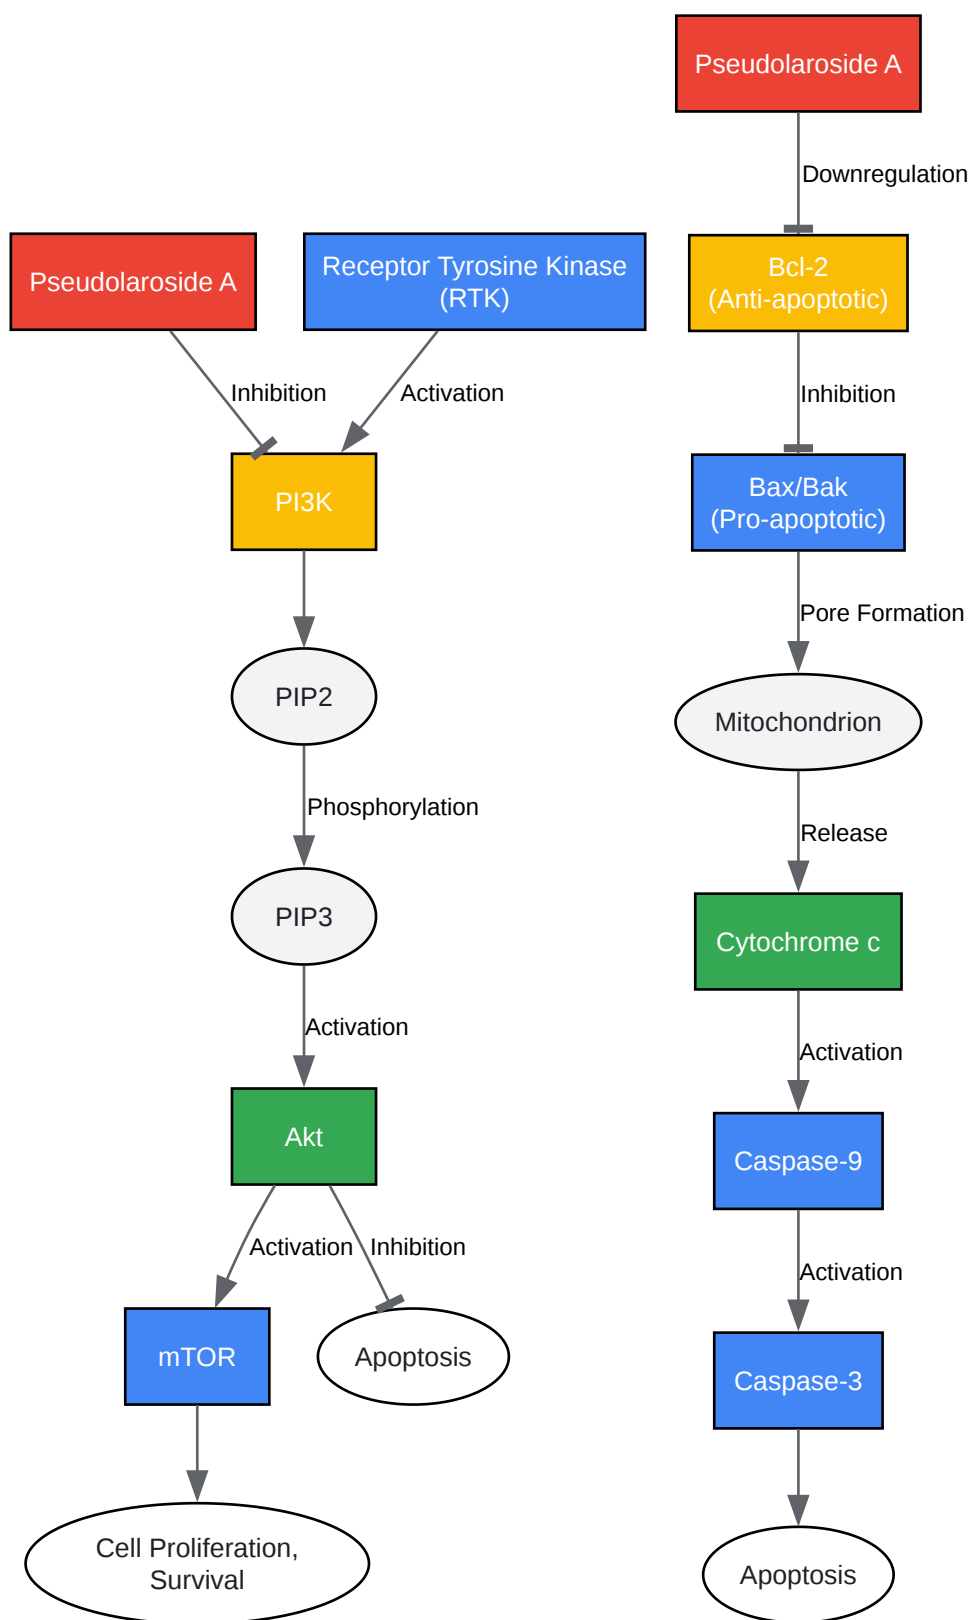 Pseudolaroside A
Receptor Tyrosine Kinase
(RTK)
Inhibition
Activation
PI3K
PIP2
Phosphorylation
PIP3
Activation
Akt
Activation
Inhibition
mTOR
Apoptosis
Cell Proliferation,
Survival
Pseudolaroside A
Downregulation
Bcl-2
(Anti-apoptotic)
Inhibition
Bax/Bak
(Pro-apoptotic)
Pore Formation
Mitochondrion
Release
Cytochrome c
Activation
Caspase-9
Activation
Caspase-3
Apoptosis